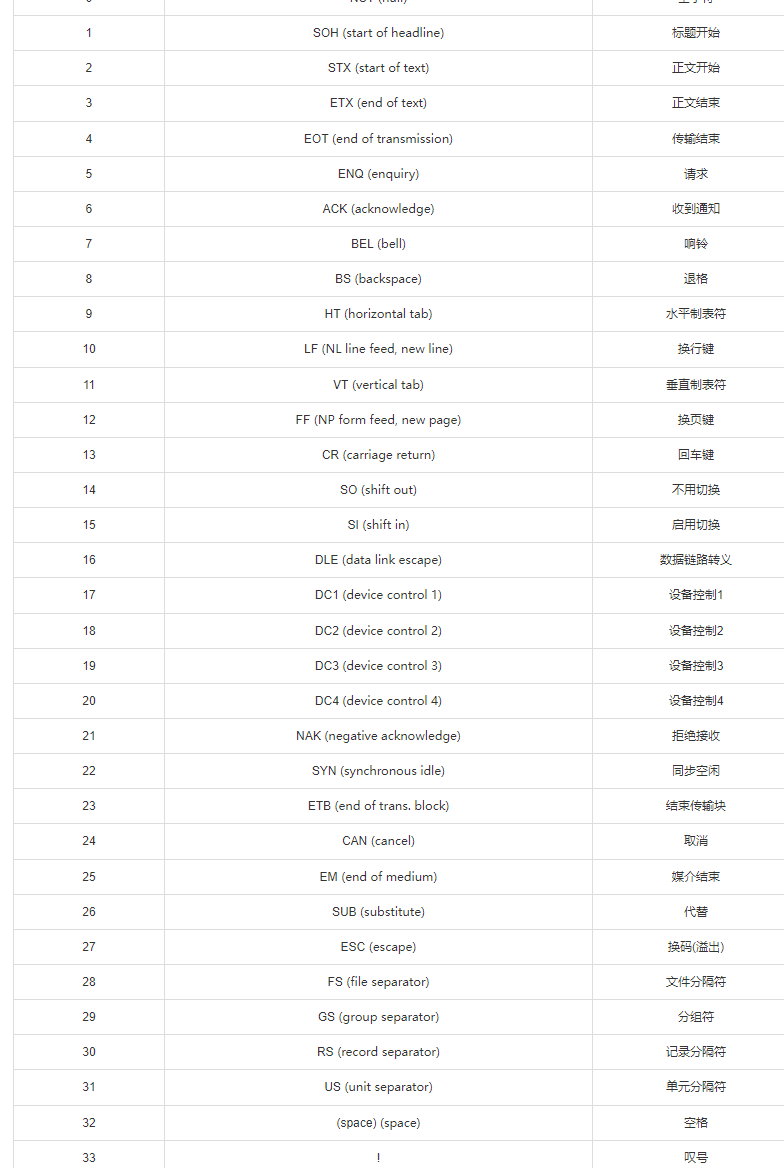 1 SOH (start of headline) 标题开始
2 STX (start of text) 正文开始
3 ETX (end of text) 正文结束
4 EOT (end of transmission) 传输结束
5 ENQ (enquiry) 请求
6 ACK (acknowledge) 收到通知
7 BEL (bell) 响铃
8 BS (backspace) 退格
9 HT (horizontal tab) 水平制表符
10 LF (NL line feed, new line) 换行键
11 VT (vertical tab) 垂直制表符
12 FF (NP form feed, new page) 换页键
13 CR (carriage return) 回车键
14 SO (shift out) 不用切换
15 SI (shift in) 启用切换
16 DLE (data link escape) 数据链路转义
17 DC1 (device control 1) 设备控制1
18 DC2 (device control 2) 设备控制2
19 DC3 (device control 3) 设备控制3
20 DC4 (device control 4) 设备控制4
21 NAK (negative acknowledge) 拒绝接收
22 SYN (synchronous idle) 同步空闲
23 ETB (end of trans. block) 结束传输块
24 CAN (cancel) 取消
25 EM (end of medium) 媒介结束
26 SUB (substitute) 代替
27 ESC (escape) 换码(溢出)
28 FS (file separator) 文件分隔符
29 GS (group separator) 分组符
30 RS (record separator) 记录分隔符
31 US (unit separator) 单元分隔符
32 (space) (space) 空格
33 ! 叹号